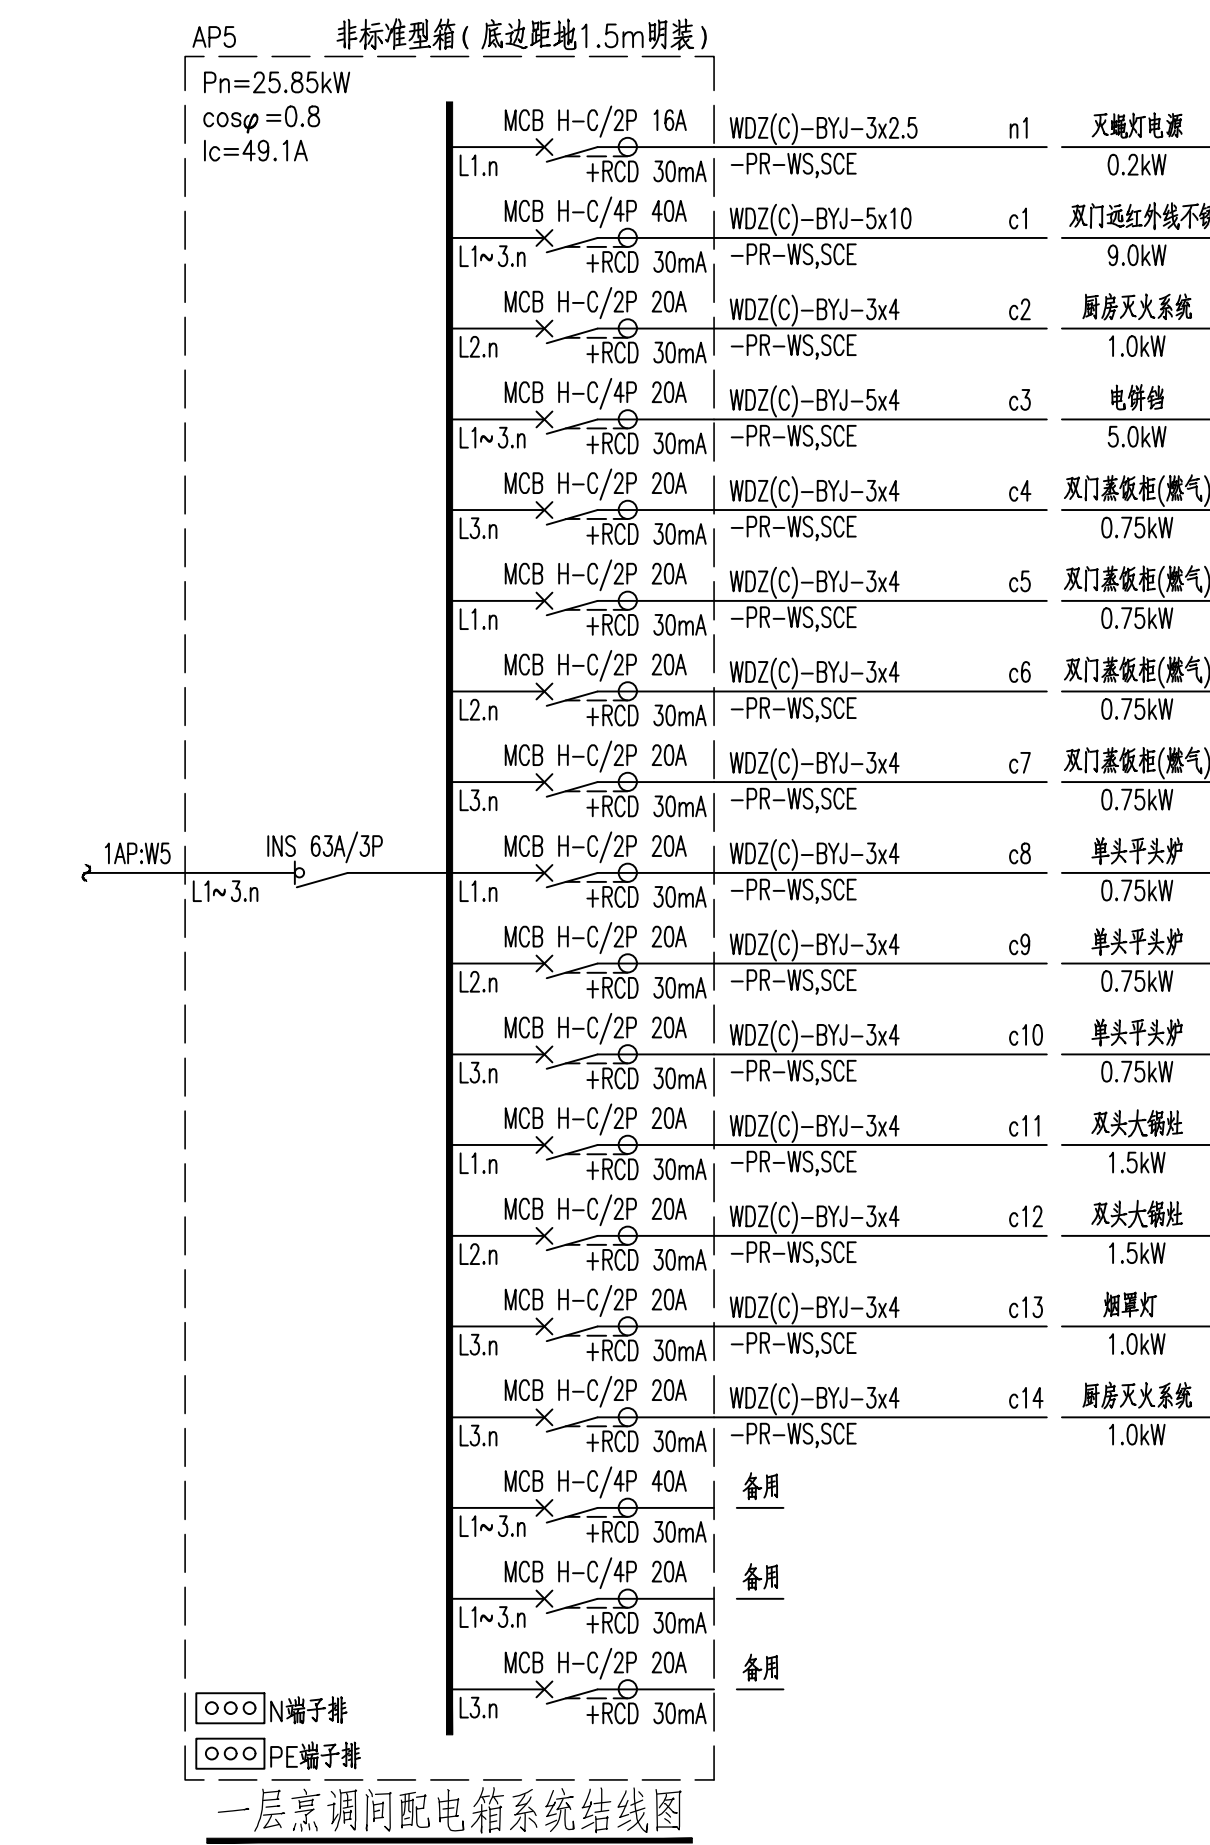 AP5 非标准型箱(底边距地1.5m明装)
Pn=25.85kW
cosφ=0.8
Ic=49.1A
MCB H-C/2P 16A WDZ(C)-BYJ-3x2.5 n1 灭蝇灯电源
L1.n +RCD 30mA -PR-WS,SCE 0.2kW
MCB H-C/4P 40A WDZ(C)-BYJ-5x10 c1 双门远红外线不锈
L1~3.n +RCD 30mA -PR-WS,SCE 9.0kW
MCB H-C/2P 20A WDZ(C)-BYJ-3x4 c2 厨房灭火系统
L2.n +RCD 30mA -PR-WS,SCE 1.0kW
MCB H-C/4P 20A WDZ(C)-BYJ-5x4 c3 电饼铛
L1~3.n +RCD 30mA -PR-WS,SCE 5.0kW
MCB H-C/2P 20A WDZ(C)-BYJ-3x4 c4 双门蒸饭柜(燃气)
L3.n +RCD 30mA -PR-WS,SCE 0.75kW
MCB H-C/2P 20A WDZ(C)-BYJ-3x4 c5 双门蒸饭柜(燃气)
L1.n +RCD 30mA -PR-WS,SCE 0.75kW
MCB H-C/2P 20A WDZ(C)-BYJ-3x4 c6 双门蒸饭柜(燃气)
L2.n +RCD 30mA -PR-WS,SCE 0.75kW
MCB H-C/2P 20A WDZ(C)-BYJ-3x4 c7 双门蒸饭柜(燃气)
L3.n +RCD 30mA -PR-WS,SCE 0.75kW
1AP:W5 INS 63A/3P MCB H-C/2P 20A WDZ(C)-BYJ-3x4 c8 单头平头炉
L1~3.n L1.n +RCD 30mA -PR-WS,SCE 0.75kW
MCB H-C/2P 20A WDZ(C)-BYJ-3x4 c9 单头平头炉
L2.n +RCD 30mA -PR-WS,SCE 0.75kW
MCB H-C/2P 20A WDZ(C)-BYJ-3x4 c10 单头平头炉
L3.n +RCD 30mA -PR-WS,SCE 0.75kW
MCB H-C/2P 20A WDZ(C)-BYJ-3x4 c11 双头大锅灶
L1.n +RCD 30mA -PR-WS,SCE 1.5kW
MCB H-C/2P 20A WDZ(C)-BYJ-3x4 c12 双头大锅灶
L2.n +RCD 30mA -PR-WS,SCE 1.5kW
MCB H-C/2P 20A WDZ(C)-BYJ-3x4 c13 烟罩灯
L3.n +RCD 30mA -PR-WS,SCE 1.0kW
MCB H-C/2P 20A WDZ(C)-BYJ-3x4 c14 厨房灭火系统
L3.n +RCD 30mA -PR-WS,SCE 1.0kW
MCB H-C/4P 40A 备用
L1~3.n +RCD 30mA
MCB H-C/4P 20A 备用
L1~3.n +RCD 30mA
MCB H-C/2P 20A 备用
L3.n +RCD 30mA
N端子排
PE端子排
一层烹调间配电箱系统结线图